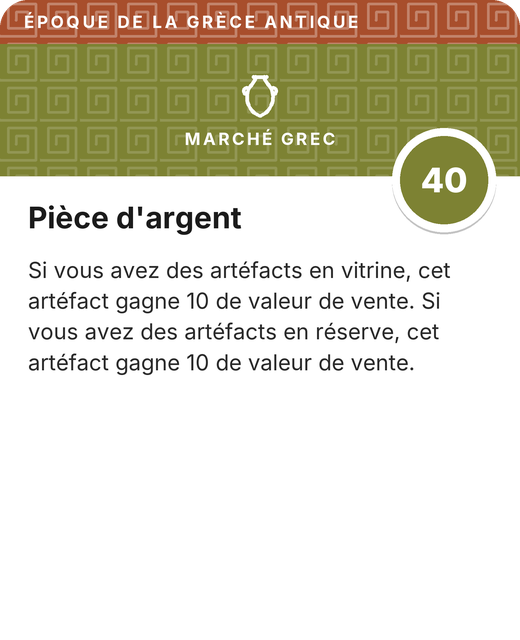 ÉPOQUE DE LA GRÈCE ANTIQUE
MARCHÉ GREC
40
Pièce d'argent
Si vous avez des artéfacts en vitrine, cet
artéfact gagne 10 de valeur de vente. Si
vous avez des artéfacts en réserve, cet
artéfact gagne 10 de valeur de vente.